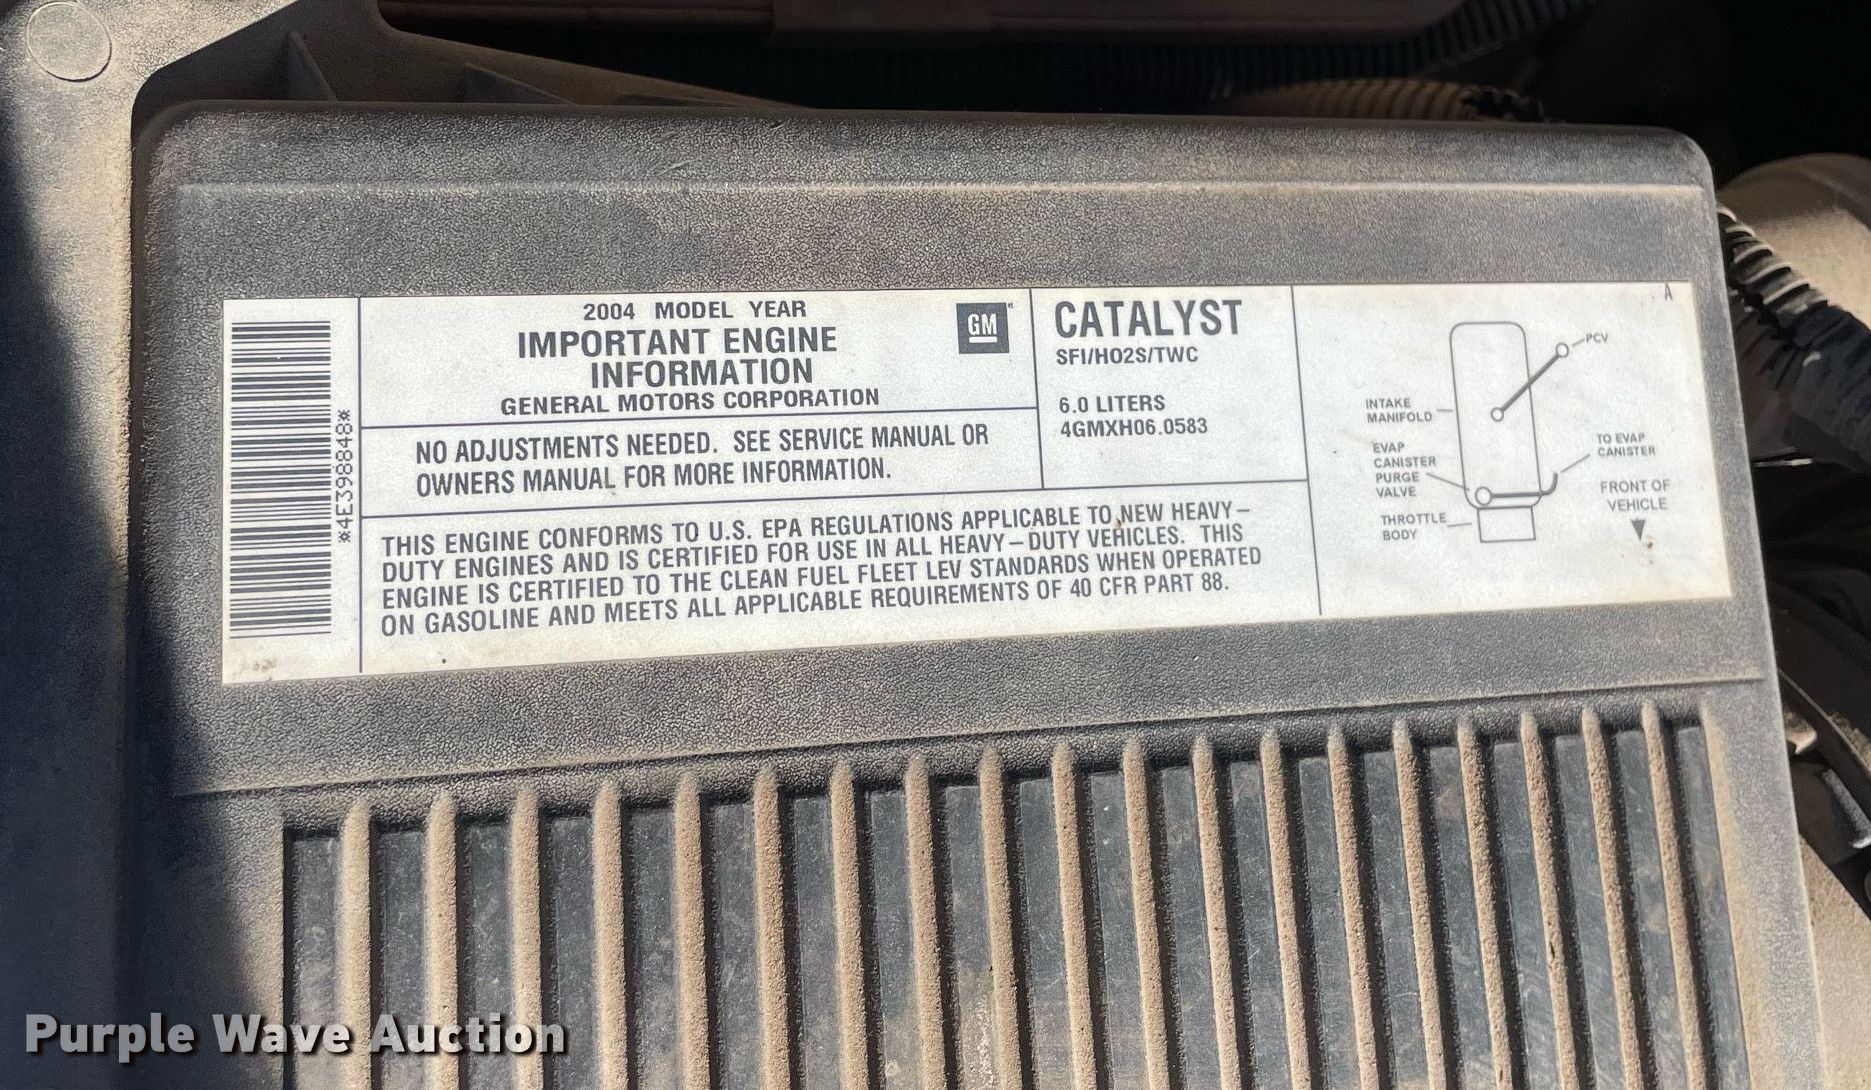 *4E3988848*
2004 MODEL YEAR
IMPORTANT ENGINE
INFORMATION
GENERAL MOTORS CORPORATION
GM
NO ADJUSTMENTS NEEDED. SEE SERVICE MANUAL OR
OWNERS MANUAL FOR MORE INFORMATION.
CATALYST
SFI/HO2S/TWC
6.0 LITERS
4GMXH06.0583
THIS ENGINE CONFORMS TO U.S. EPA REGULATIONS APPLICABLE TO NEW HEAVY–
DUTY ENGINES AND IS CERTIFIED FOR USE IN ALL HEAVY–DUTY VEHICLES. THIS
ENGINE IS CERTIFIED TO THE CLEAN FUEL FLEET LEV STANDARDS WHEN OPERATED
ON GASOLINE AND MEETS ALL APPLICABLE REQUIREMENTS OF 40 CFR PART 88.
A
PCV
INTAKE
MANIFOLD
EVAP
CANISTER
PURGE
VALVE
THROTTLE
BODY
TO EVAP
CANISTER
FRONT OF
VEHICLE
Purple Wave Auction